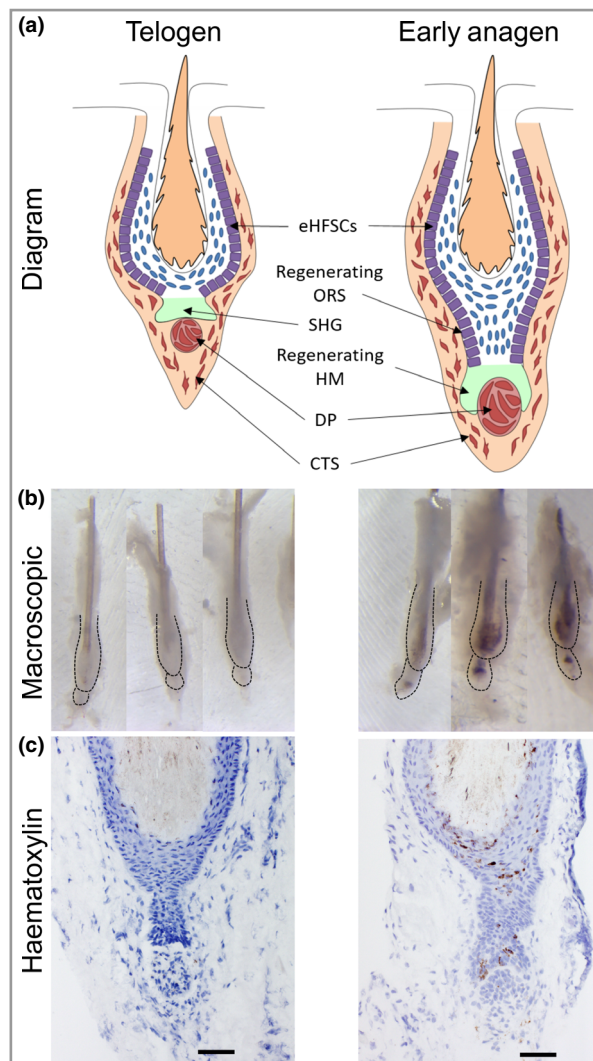 (a)
Telogen
Early anagen
Diagram
eHFSCs
Regenerating
ORS
SHG
Regenerating
HM
DP
CTS
(b)
Macroscopic
(c)
Haematoxylin